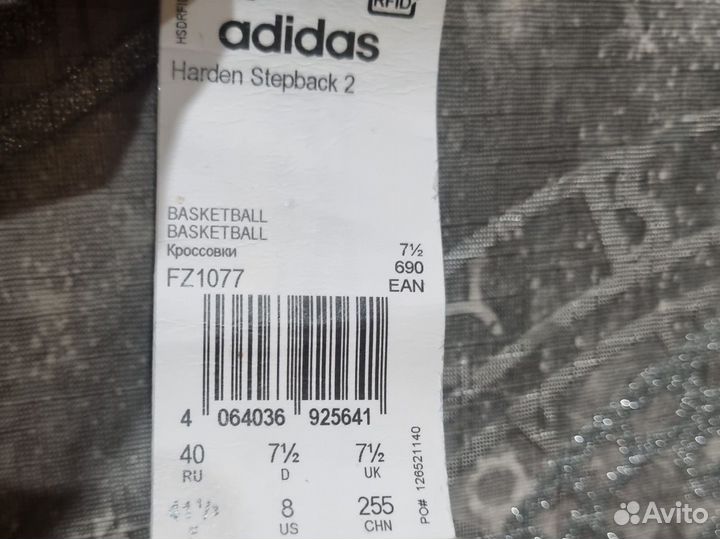 RFID
adidas
Harden Stepback 2
BASKETBALL
BASKETBALL
Кроссовки
7½
FZ1077
690
EAN
4 064036 925641
40 7½ 7½
RU D UK
8 255
US CHN
PO# 126521140
Avito